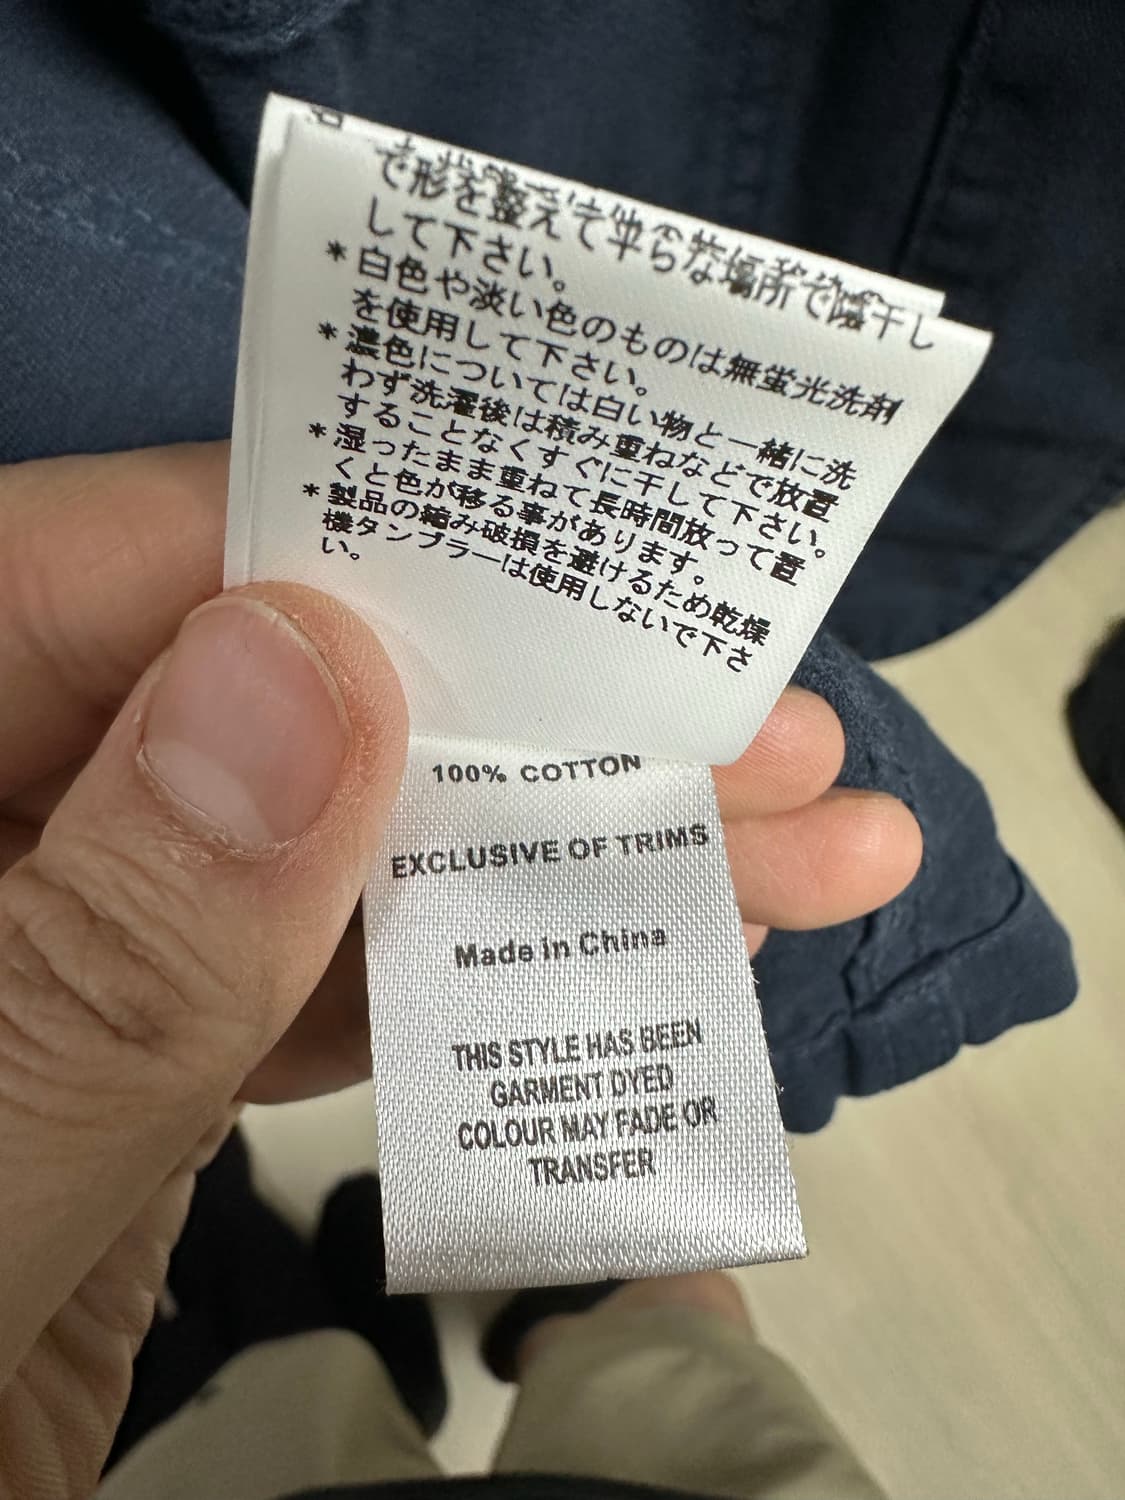 で形を整えて平らな場所で陰干し
して下さい。
*白色や淡い色のものは無蛍光洗剤
を使用して下さい。
*濃色については白い物と一緒に洗
わず洗濯後は積み重ねなどで放置
することなくすぐに干して下さい。
*湿ったまま重ねて長時間放って置
くと色が移る事があります。
*製品の縮み破損を避けるため乾燥
機タンブラーは使用しないで下さ
い。
100% COTTON
EXCLUSIVE OF TRIMS
Made in China
THIS STYLE HAS BEEN
GARMENT DYED
COLOUR MAY FADE OR
TRANSFER